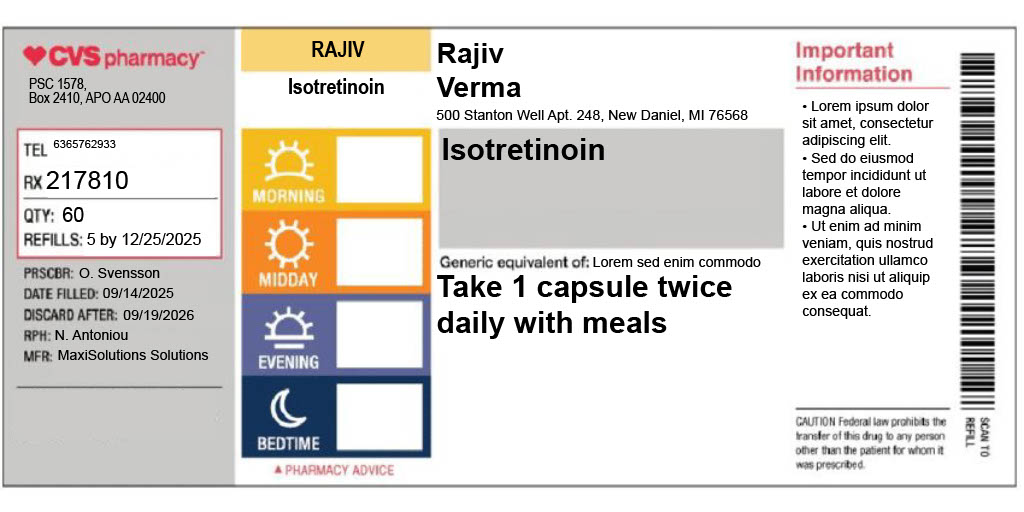 CVS pharmacy
PSC 1578,
Box 2410, APO AA 02400
TEL 6365762933
RX 217810
QTY: 60
REFILLS: 5 by 12/25/2025
PRSCBR: O. Svensson
DATE FILLED: 09/14/2025
DISCARD AFTER: 09/19/2026
RPH: N. Antoniou
MFR: MaxiSolutions Solutions
RAJIV
Isotretinoin
MORNING
MIDDAY
EVENING
BEDTIME
▲ PHARMACY ADVICE
Rajiv
Verma
500 Stanton Well Apt. 248, New Daniel, MI 76568
Isotretinoin
Generic equivalent of: Lorem sed enim commodo
Take 1 capsule twice
daily with meals
Important
Information
• Lorem ipsum dolor
sit amet, consectetur
adipiscing elit.
• Sed do eiusmod
tempor incididunt ut
labore et dolore
magna aliqua.
• Ut enim ad minim
veniam, quis nostrud
exercitation ullamco
laboris nisi ut aliquip
ex ea commodo
consequat.
CAUTION Federal law prohibits the
transfer of this drug to any person
other than the patient for whom it
was prescribed.
SCAN TO
REFILL